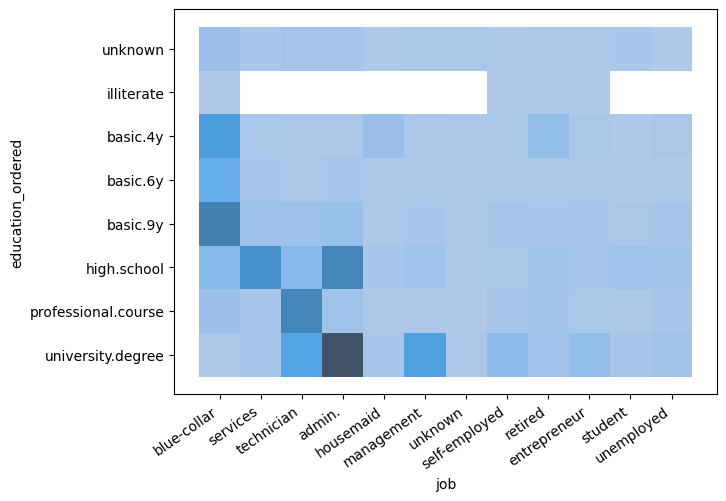 unknown
illiterate
basic.4y
basic.6y
basic.9y
high.school
professional.course
university.degree
education_ordered
blue-collar
services
technician
admin.
housemaid
management
unknown
self-employed
retired
entrepreneur
student
unemployed
job